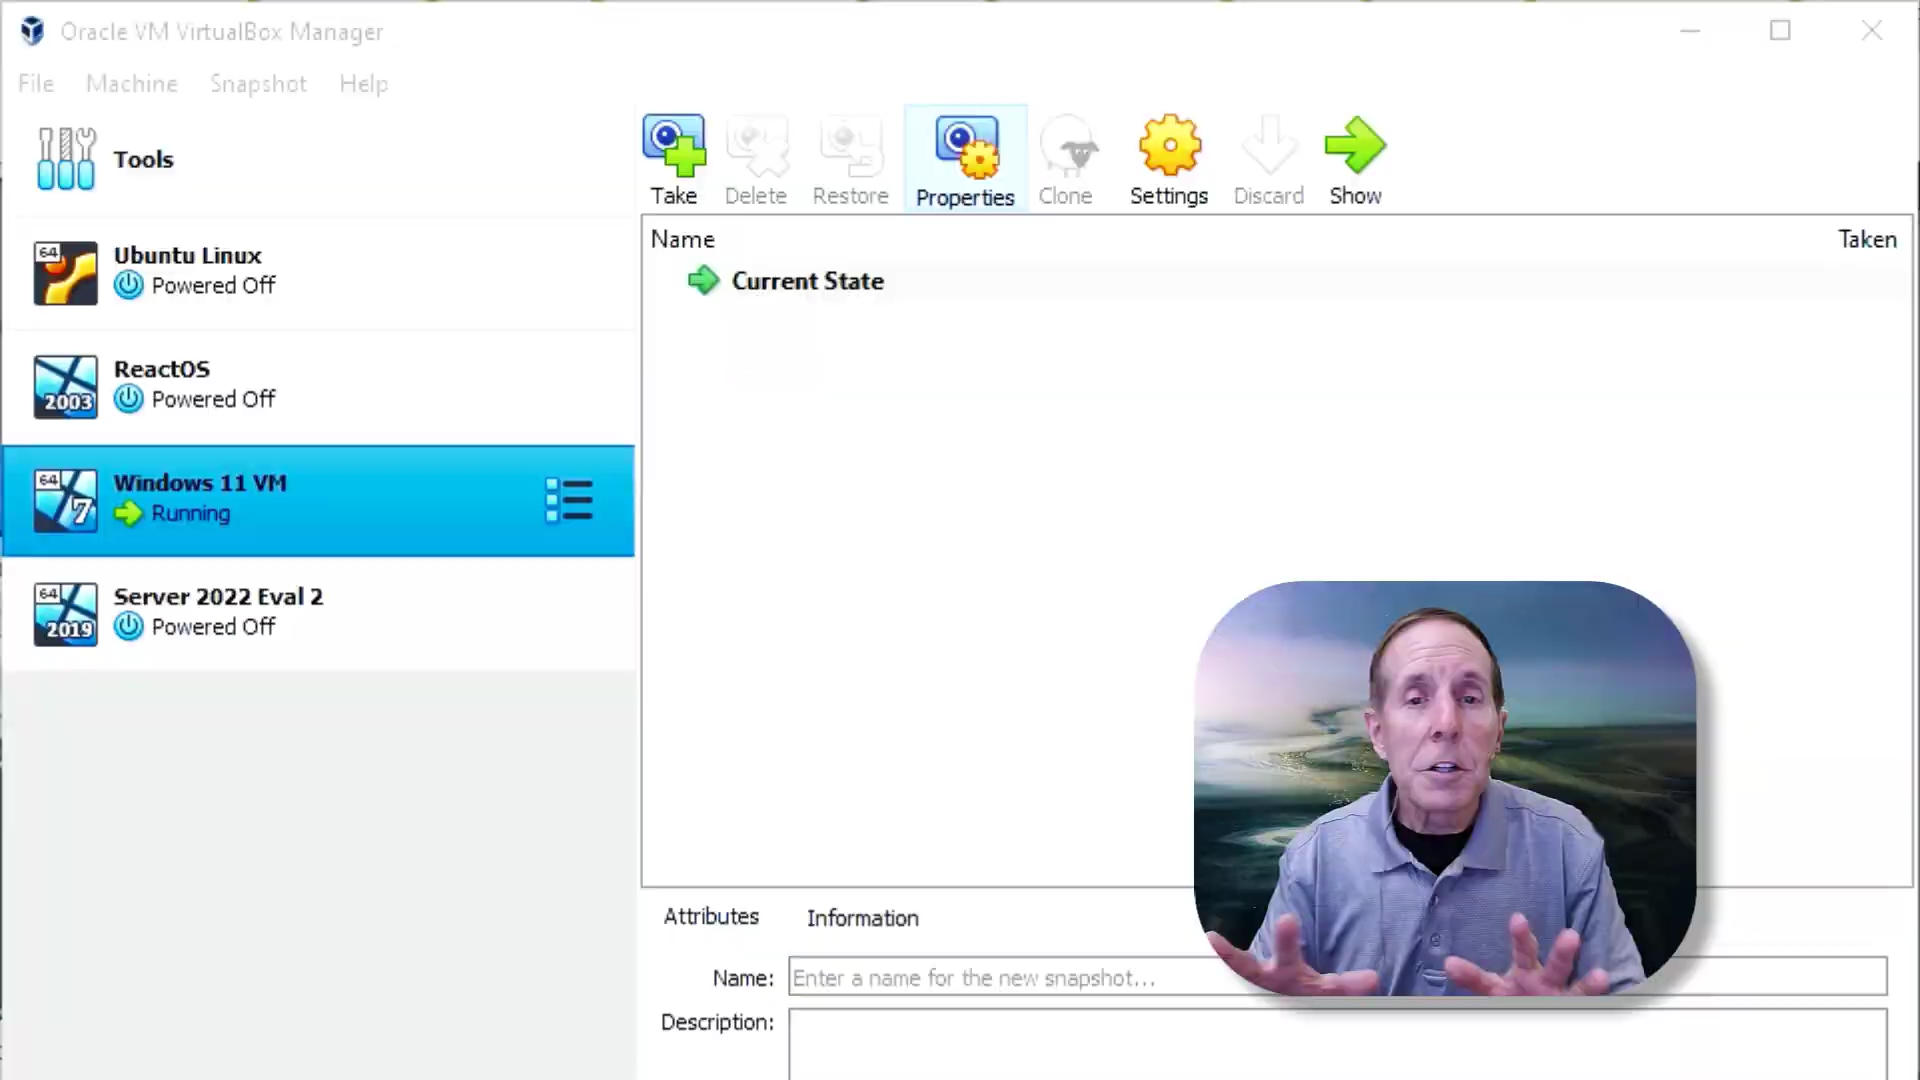 Oracle VM VirtualBox Manager
File Machine Snapshot Help
Tools
64
Ubuntu Linux
Powered Off
2003
ReactOS
Powered Off
64
7
Windows 11 VM
Running
64
2019
Server 2022 Eval 2
Powered Off
Take Delete Restore Properties Clone Settings Discard Show
Name Taken
Current State
Attributes Information
Name: Enter a name for the new snapshot...
Description: